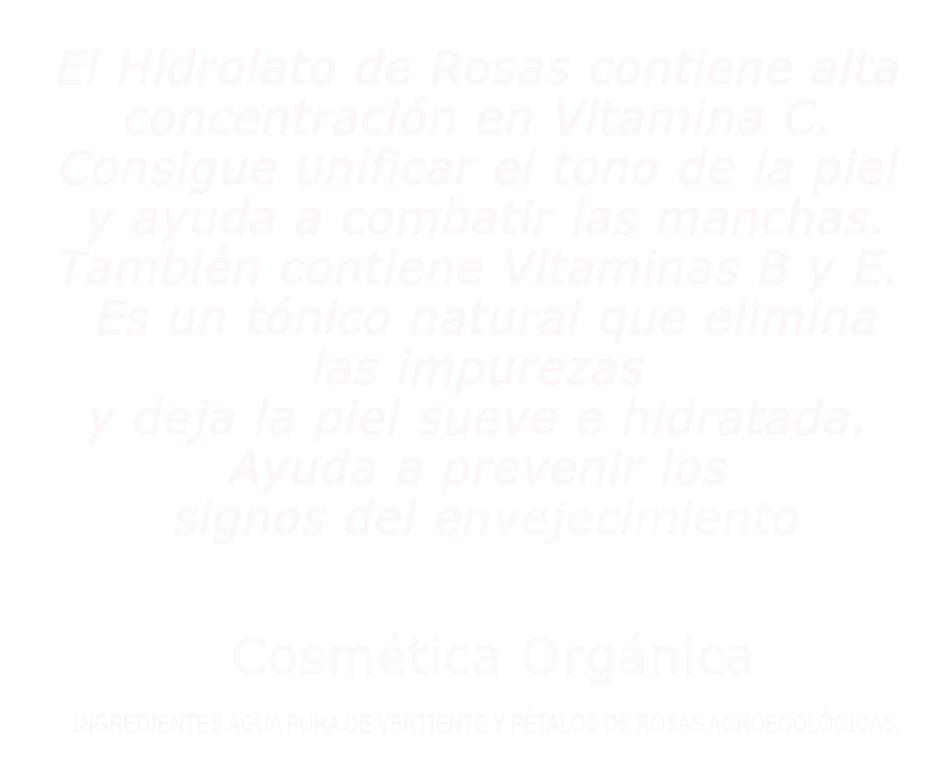 El Hidrolato de Rosas contiene alta
concentración en Vitamina C.
Consigue unificar el tono de la piel
y ayuda a combatir las manchas.
También contiene Vitaminas B y E.
Es un tónico natural que elimina
las impurezas
y deja la piel sueve e hidratada.
Ayuda a prevenir los
signos del envejecimiento
Cosmética Orgánica
INGREDIENTES:AGUA PURA DE VERTIENTE Y PÉTALOS DE ROSAS AGROECOLÓGICAS.